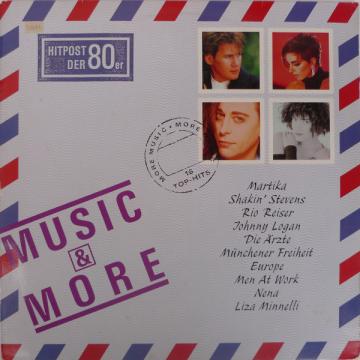 HITPOST
DER 80er
MORE MUSIC • MORE
16
TOP-HITS
Martika
Shakin' Stevens
Rio Reiser
Johnny Logan
Die Ärzte
Münchener Freiheit
Europe
Men At Work
Nena
Liza Minnelli
MUSIC
&
MORE